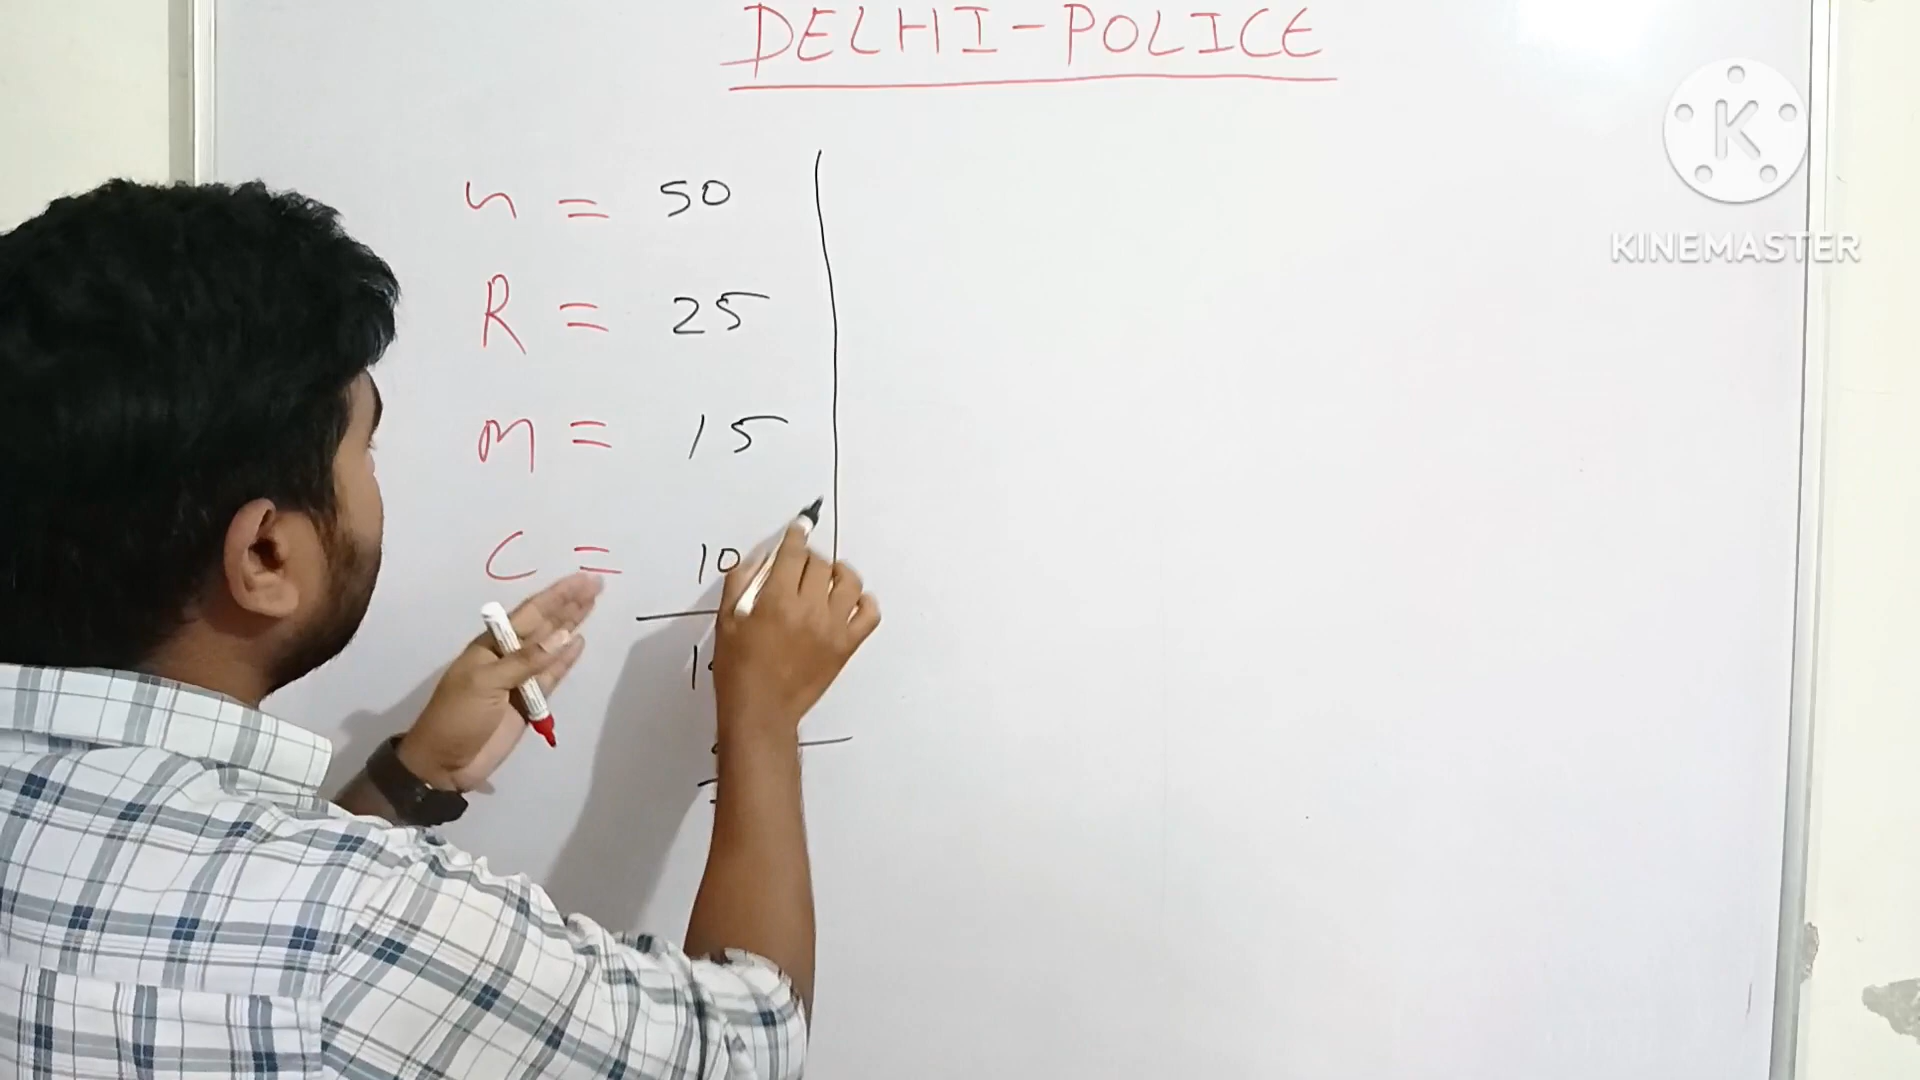 DELHI-POLICE
K
KINEMASTER
n = 50
R = 25
m = 15
C = 10